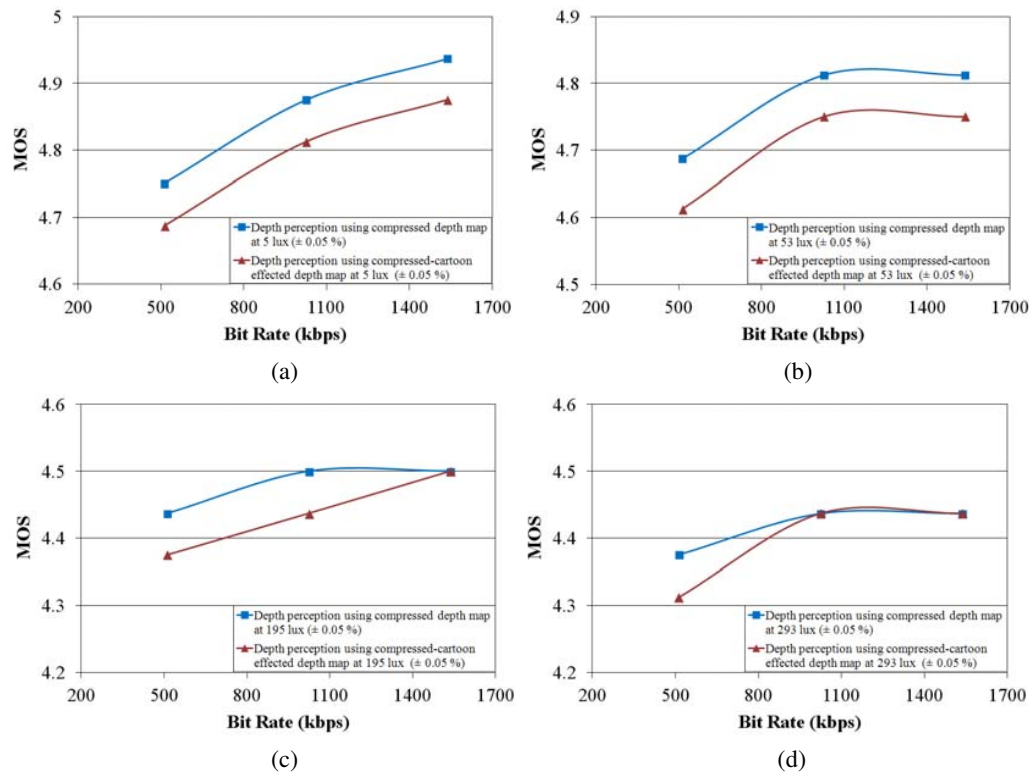 5
4.9
4.8
4.7
4.6
MOS
200 500 800 1100 1400 1700
Bit Rate (kbps)
Depth perception using compressed depth map
at 5 lux (± 0.05 %)
Depth perception using compressed-cartoon
effected depth map at 5 lux (± 0.05 %)
(a)
4.9
4.8
4.7
4.6
4.5
MOS
200 500 800 1100 1400 1700
Bit Rate (kbps)
Depth perception using compressed depth map
at 53 lux (± 0.05 %)
Depth perception using compressed-cartoon
effected depth map at 53 lux (± 0.05 %)
(b)
4.6
4.5
4.4
4.3
4.2
MOS
200 500 800 1100 1400 1700
Bit Rate (kbps)
Depth perception using compressed depth map
at 195 lux (± 0.05 %)
Depth perception using compressed-cartoon
effected depth map at 195 lux (± 0.05 %)
(c)
4.6
4.5
4.4
4.3
4.2
MOS
200 500 800 1100 1400 1700
Bit Rate (kbps)
Depth perception using compressed depth map
at 293 lux (± 0.05 %)
Depth perception using compressed-cartoon
effected depth map at 293 lux (± 0.05 %)
(d)